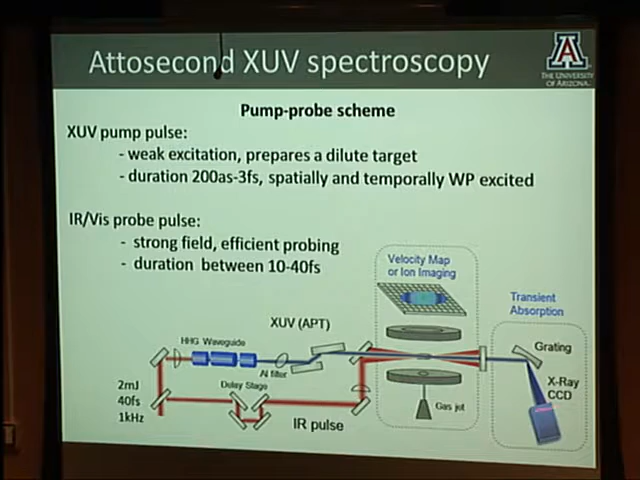 Attosecond XUV spectroscopy
A
THE UNIVERSITY
OF ARIZONA.
Pump-probe scheme
XUV pump pulse:
- weak excitation, prepares a dilute target
- duration 200as-3fs, spatially and temporally WP excited
IR/Vis probe pulse:
- strong field, efficient probing
- duration between 10-40fs
Velocity Map
or Ion Imaging
Transient
Absorption
XUV (APT)
HHG Waveguide
Al filter
Grating
X-Ray
CCD
2mJ
40fs
1kHz
Delay Stage
Gas jet
IR pulse